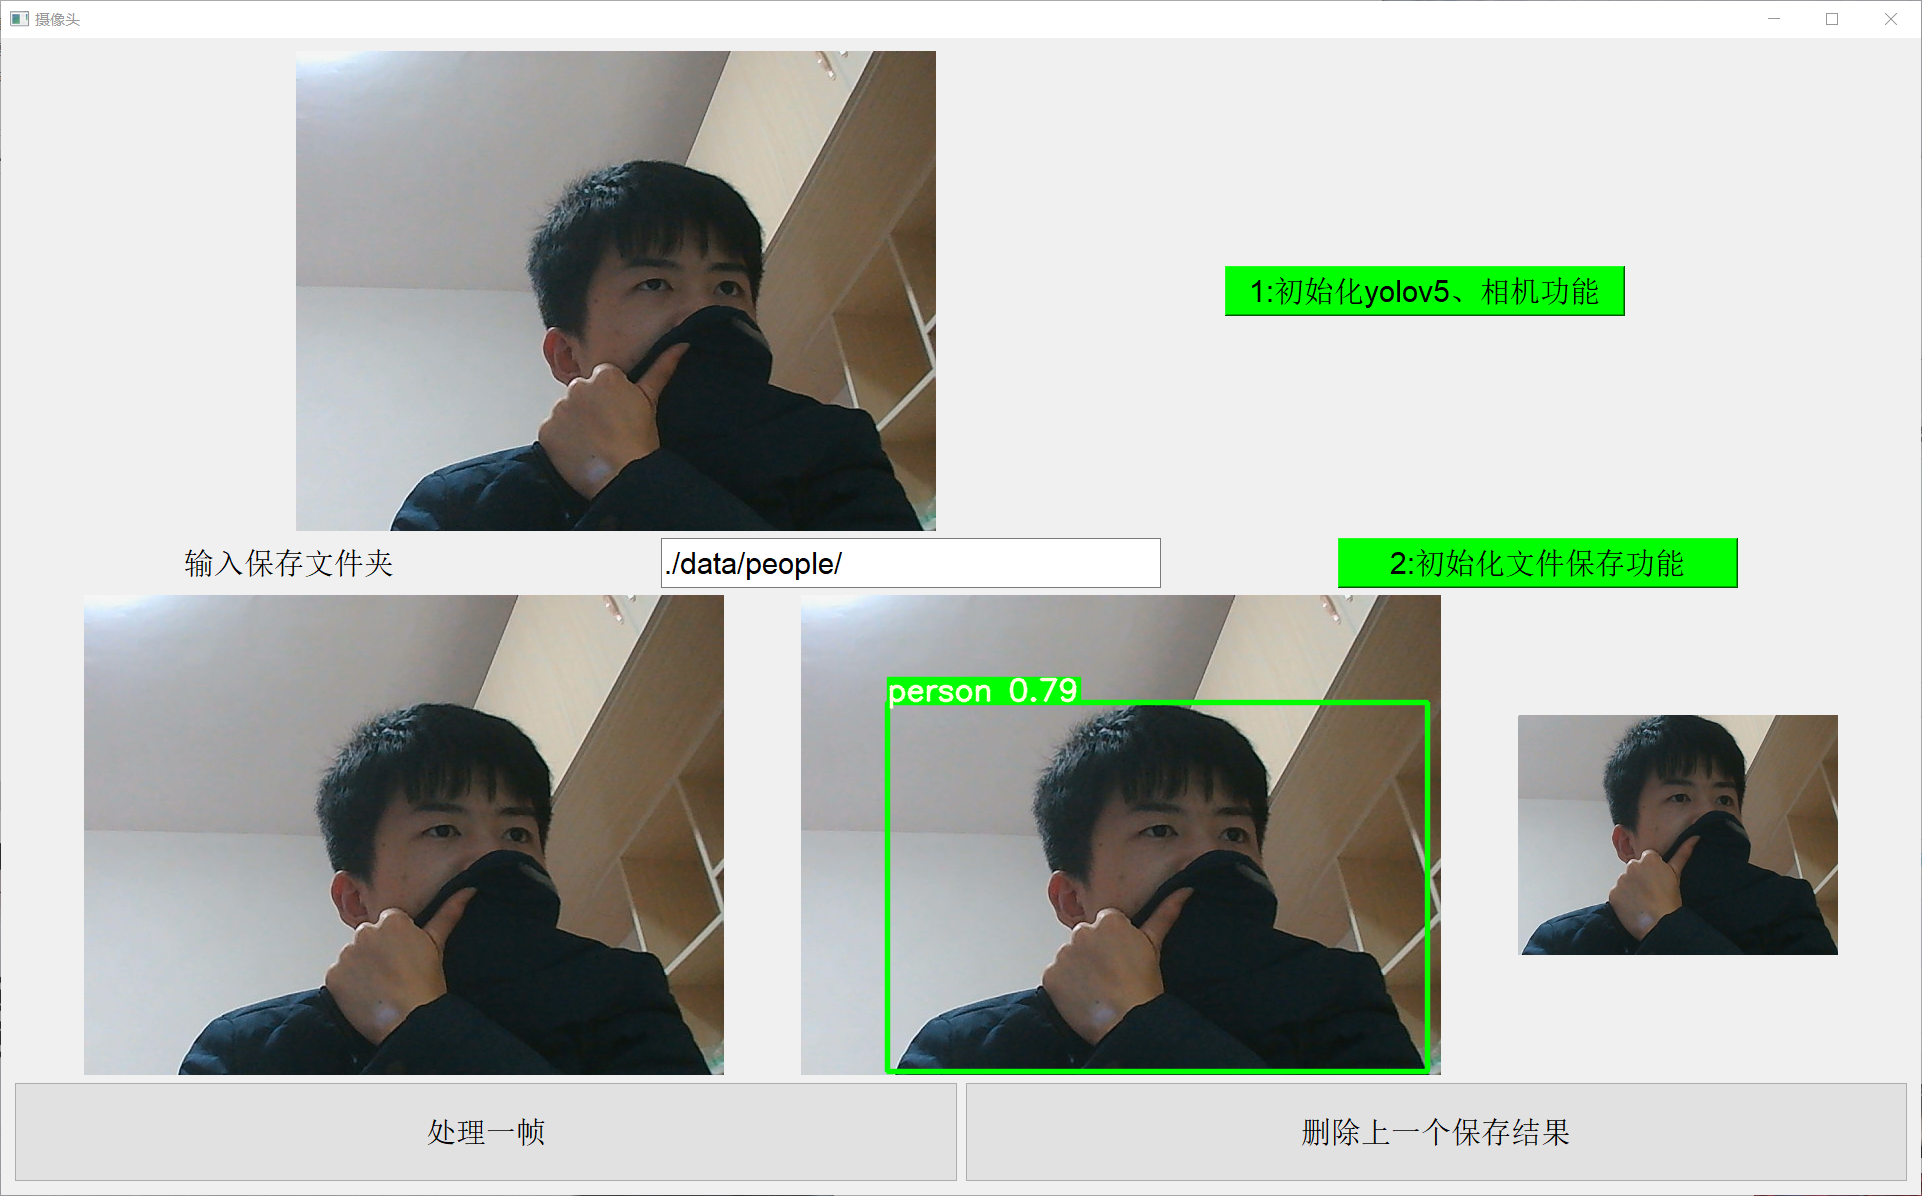 摄像头
1:初始化yolov5、相机功能
输入保存文件夹
./data/people/
2:初始化文件保存功能
person 0.79
处理一帧
删除上一个保存结果